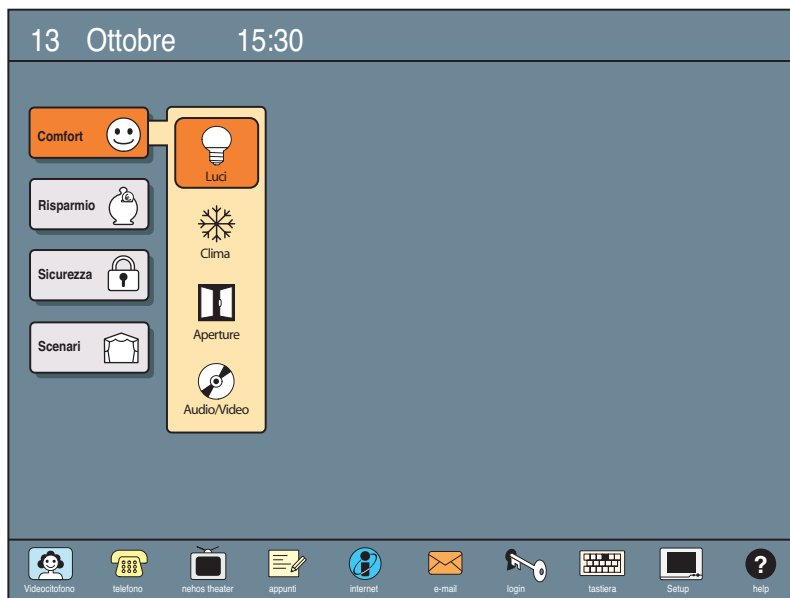 13 Ottobre 15:30
Comfort
Risparmio
Sicurezza
Scenari
Luci
Clima
Aperture
Audio/Video
Videocitofono telefono nehos theater appunti internet e-mail login tastiera Setup help